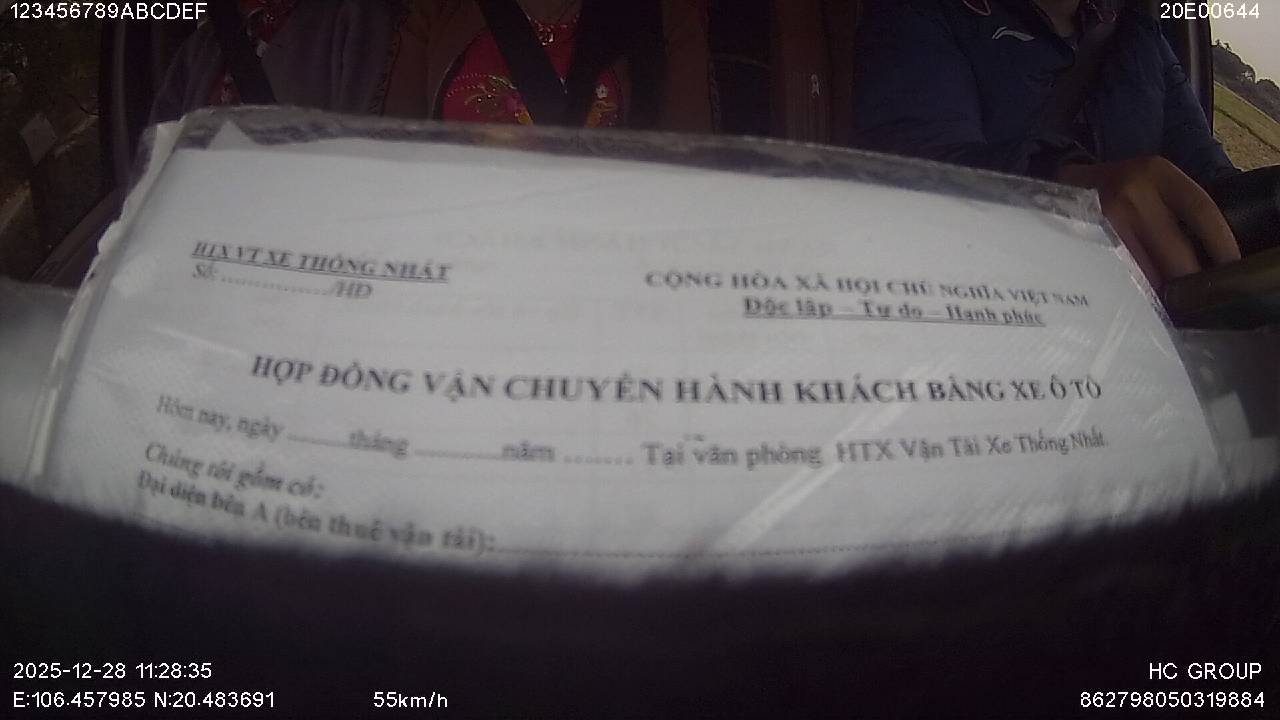 123456789ABCDEF
20E00644
HTX VT XE THỐNG NHẤT
Số:................/HĐ
CỘNG HÒA XÃ HỘI CHỦ NGHĨA VIỆT NAM
Độc lập – Tự do – Hạnh phúc
HỢP ĐỒNG VẬN CHUYỂN HÀNH KHÁCH BẰNG XE Ô TÔ
Hôm nay, ngày ..........tháng ..............năm ........ Tại văn phòng HTX Vận Tải Xe Thống Nhất.
Chúng tôi gồm có:
Đại diện bên A (bên thuê vận tải):..........................................................
2025-12-28 11:28:35
HC GROUP
E:106.457985 N:20.483691
55km/h
862798050319884